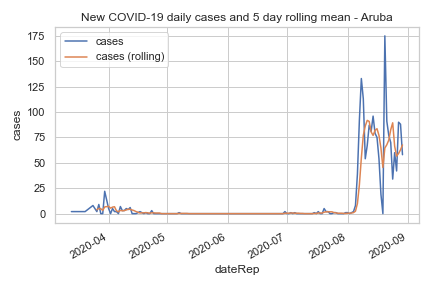 New COVID-19 daily cases and 5 day rolling mean - Aruba
cases
cases (rolling)
175
150
125
100
75
50
25
0
cases
2020-04
2020-05
2020-06
2020-07
2020-08
2020-09
dateRep